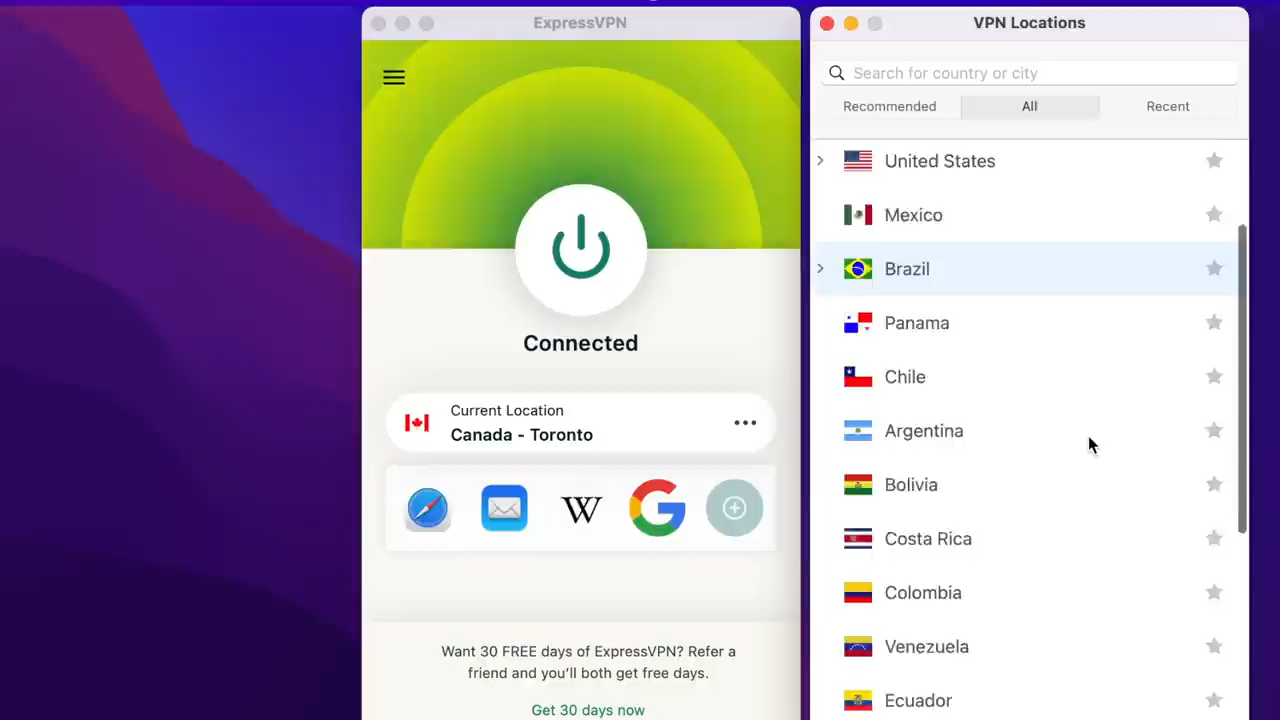 ExpressVPN
Connected
Current Location
Canada - Toronto
W
G
Want 30 FREE days of ExpressVPN? Refer a
friend and you'll both get free days.
Get 30 days now
VPN Locations
Search for country or city
Recommended
All
Recent
United States
Mexico
Brazil
Panama
Chile
Argentina
Bolivia
Costa Rica
Colombia
Venezuela
Ecuador